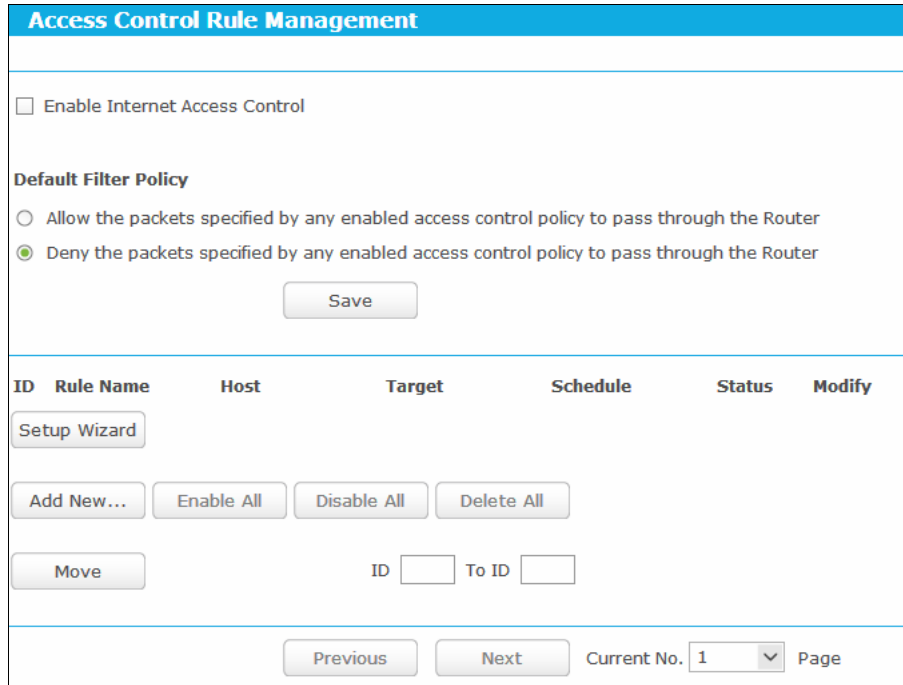 Access Control Rule Management
Enable Internet Access Control
Default Filter Policy
Allow the packets specified by any enabled access control policy to pass through the Router
Deny the packets specified by any enabled access control policy to pass through the Router
Save
ID Rule Name Host Target Schedule Status Modify
Setup Wizard
Add New... Enable All Disable All Delete All
Move ID To ID
Previous Next Current No. 1 Page